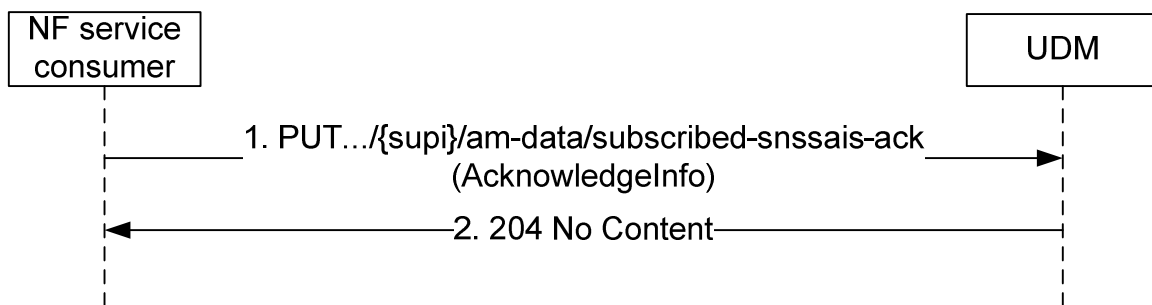 NF service
consumer
UDM
1. PUT.../{supi}/am-data/subscribed-snssais-ack
(AcknowledgeInfo)
2. 204 No Content